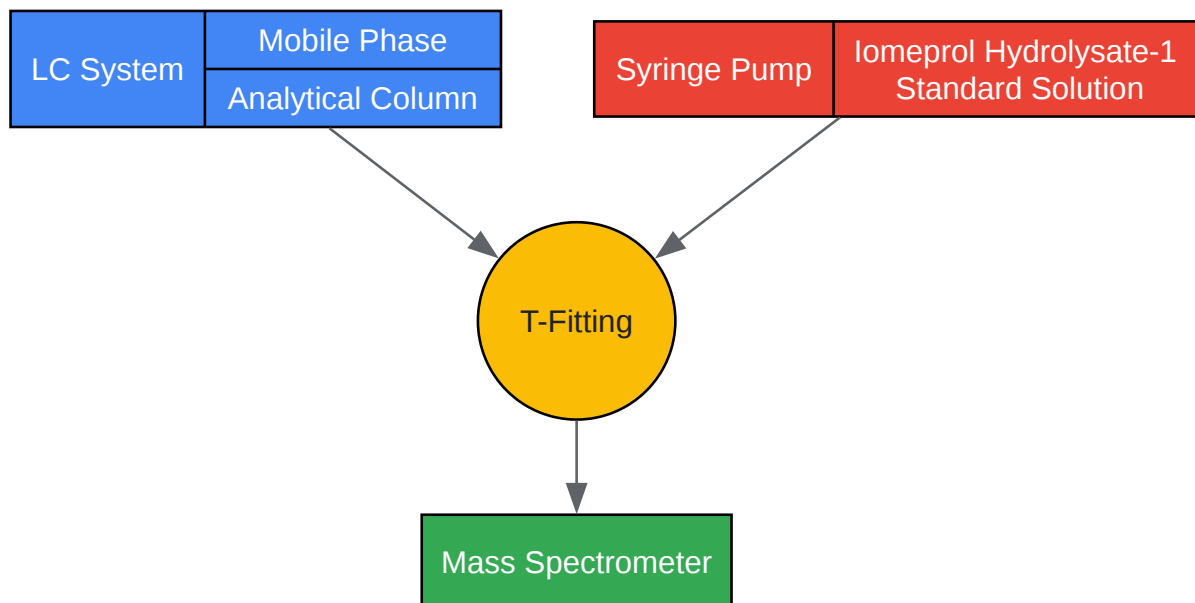 LC System
Mobile Phase
Analytical Column
Syringe Pump
Iomeprol Hydrolysate-1
Standard Solution
T-Fitting
Mass Spectrometer